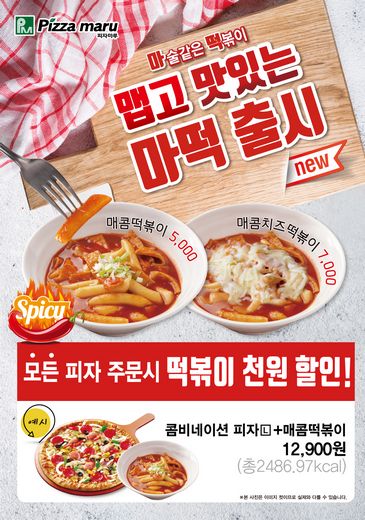 Pizza maru
피자마루
마술같은 떡볶이
맵고 맛있는
마떡 출시
new
매콤떡볶이 5,000
매콤치즈떡볶이 7,000
Spicy
모든 피자 주문시 떡볶이 천원 할인!
예시
콤비네이션 피자L+매콤떡볶이
12,900원
(총2486.97kcal)
※본 사진은 이미지 컷이므로 실제와 다를 수 있습니다.